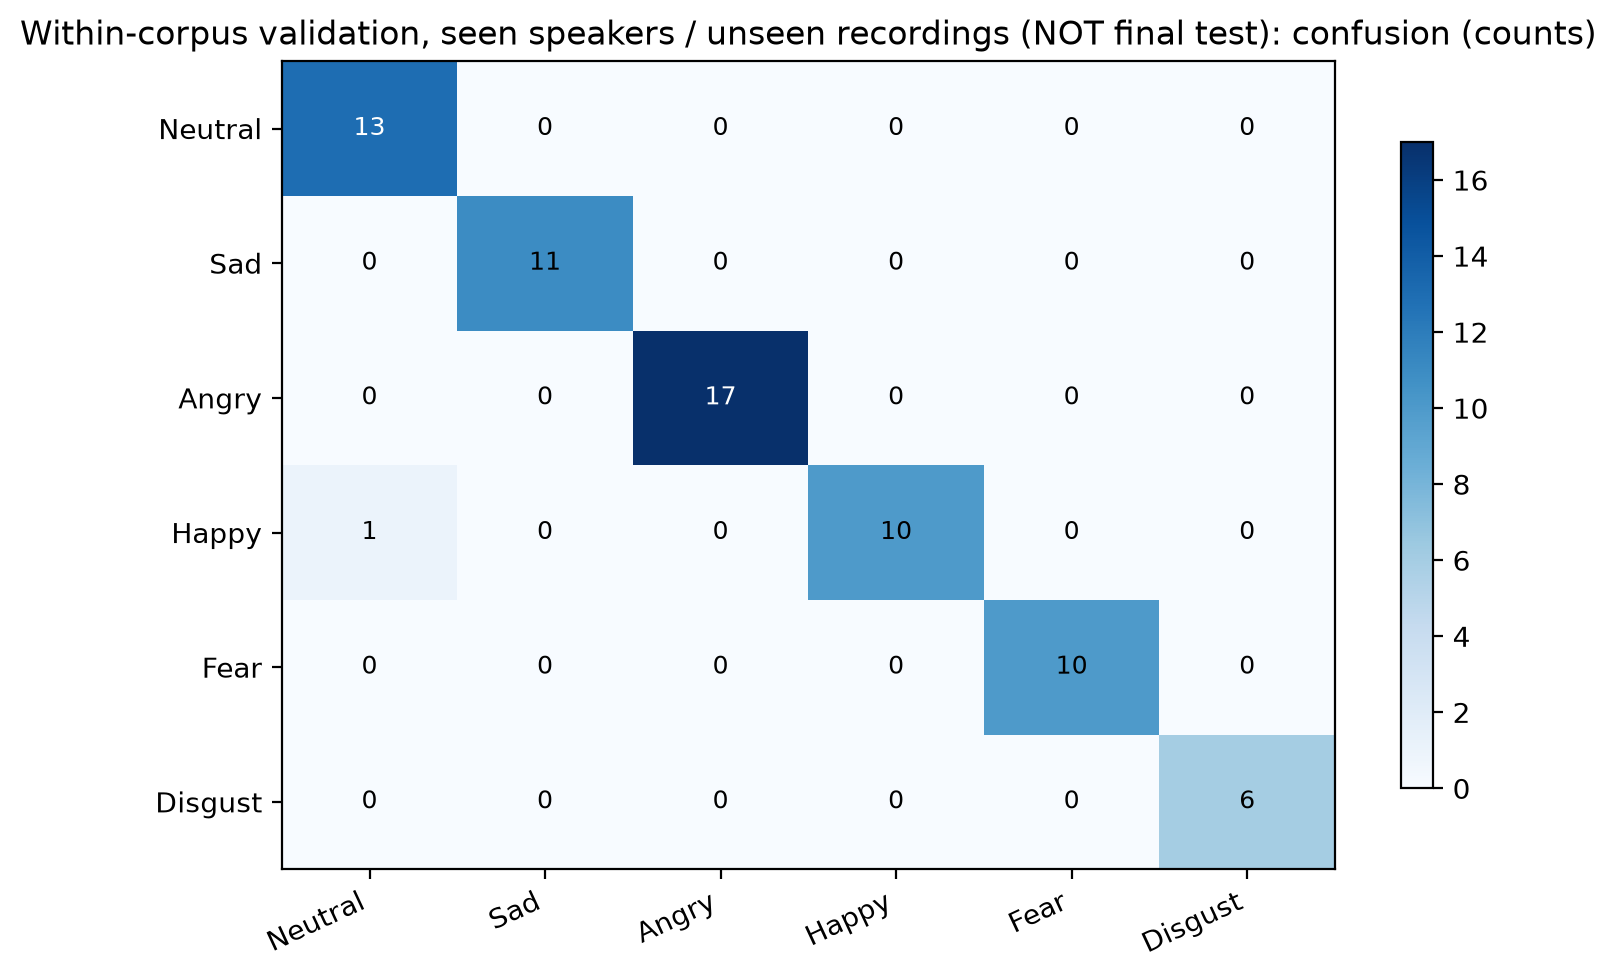 Within-corpus validation, seen speakers / unseen recordings (NOT final test): confusion (counts)
Neutral 13 0 0 0 0 0
Sad 0 11 0 0 0 0
Angry 0 0 17 0 0 0
Happy 1 0 0 10 0 0
Fear 0 0 0 0 10 0
Disgust 0 0 0 0 0 6
Neutral Sad Angry Happy Fear Disgust
16
14
12
10
8
6
4
2
0